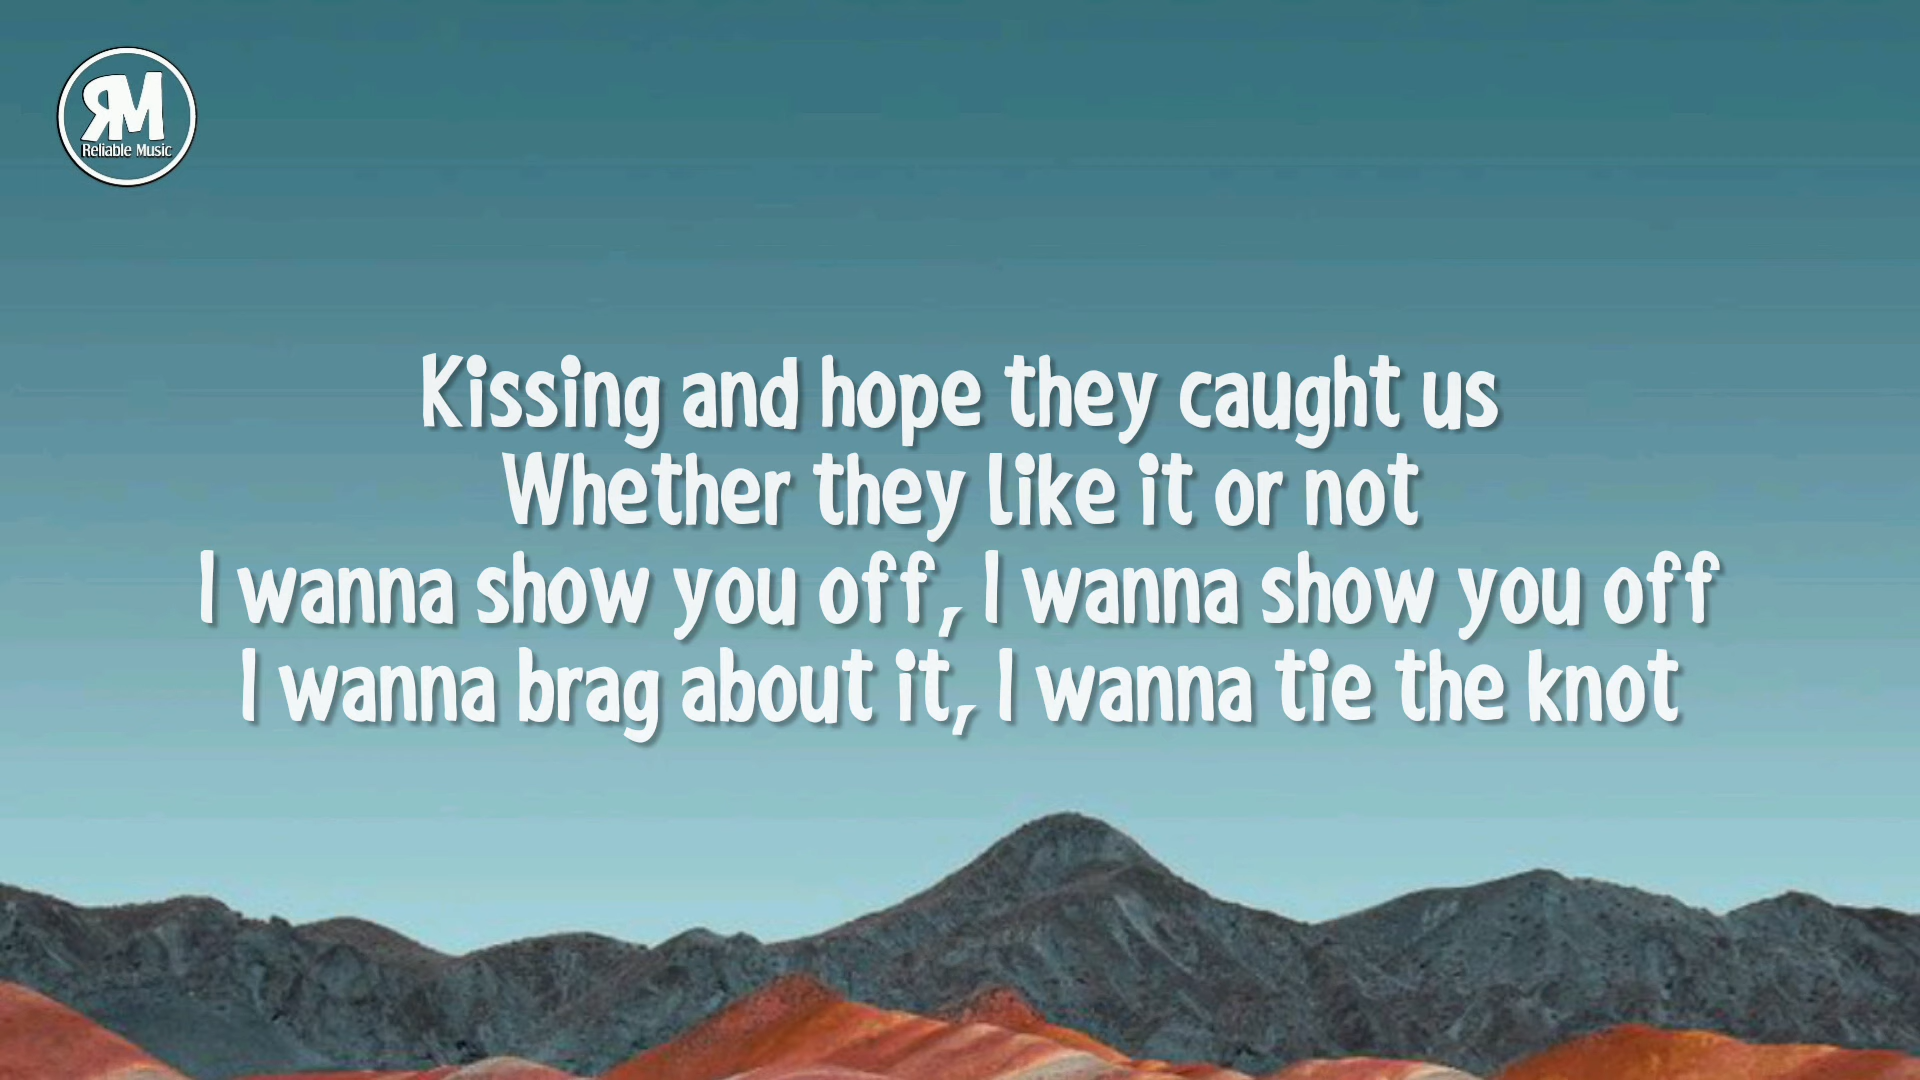 RM
Reliable Music
Kissing and hope they caught us
Whether they like it or not
I wanna show you off, I wanna show you off
I wanna brag about it, I wanna tie the knot